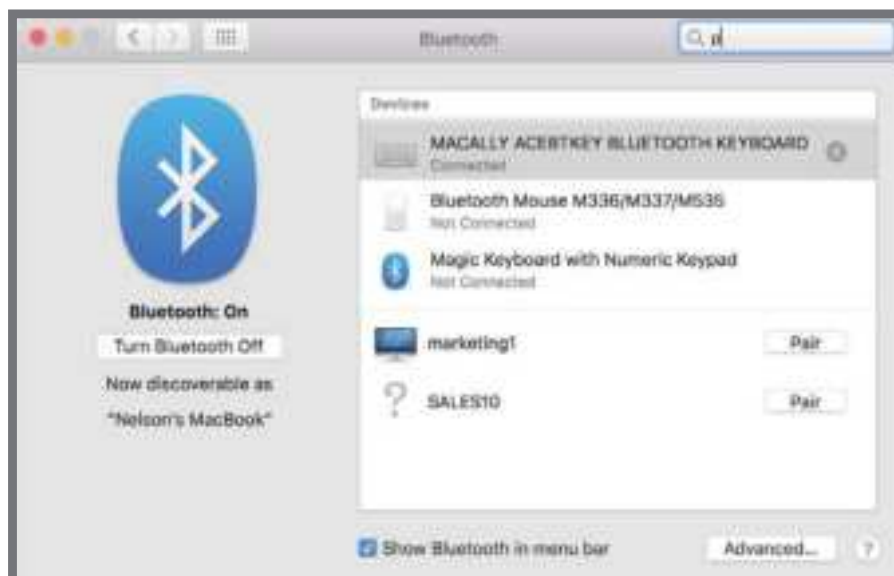 Bluetooth
Devices
MACALLY ACEBTKEY BLUETOOTH KEYBOARD
Connected
Bluetooth Mouse M336/M337/M535
Not Connected
Magic Keyboard with Numeric Keypad
Not Connected
Bluetooth: On
Turn Bluetooth Off
marketing1
Pair
Now discoverable as
"Nelson's MacBook"
SALES10
Pair
Show Bluetooth in menu bar
Advanced...
?